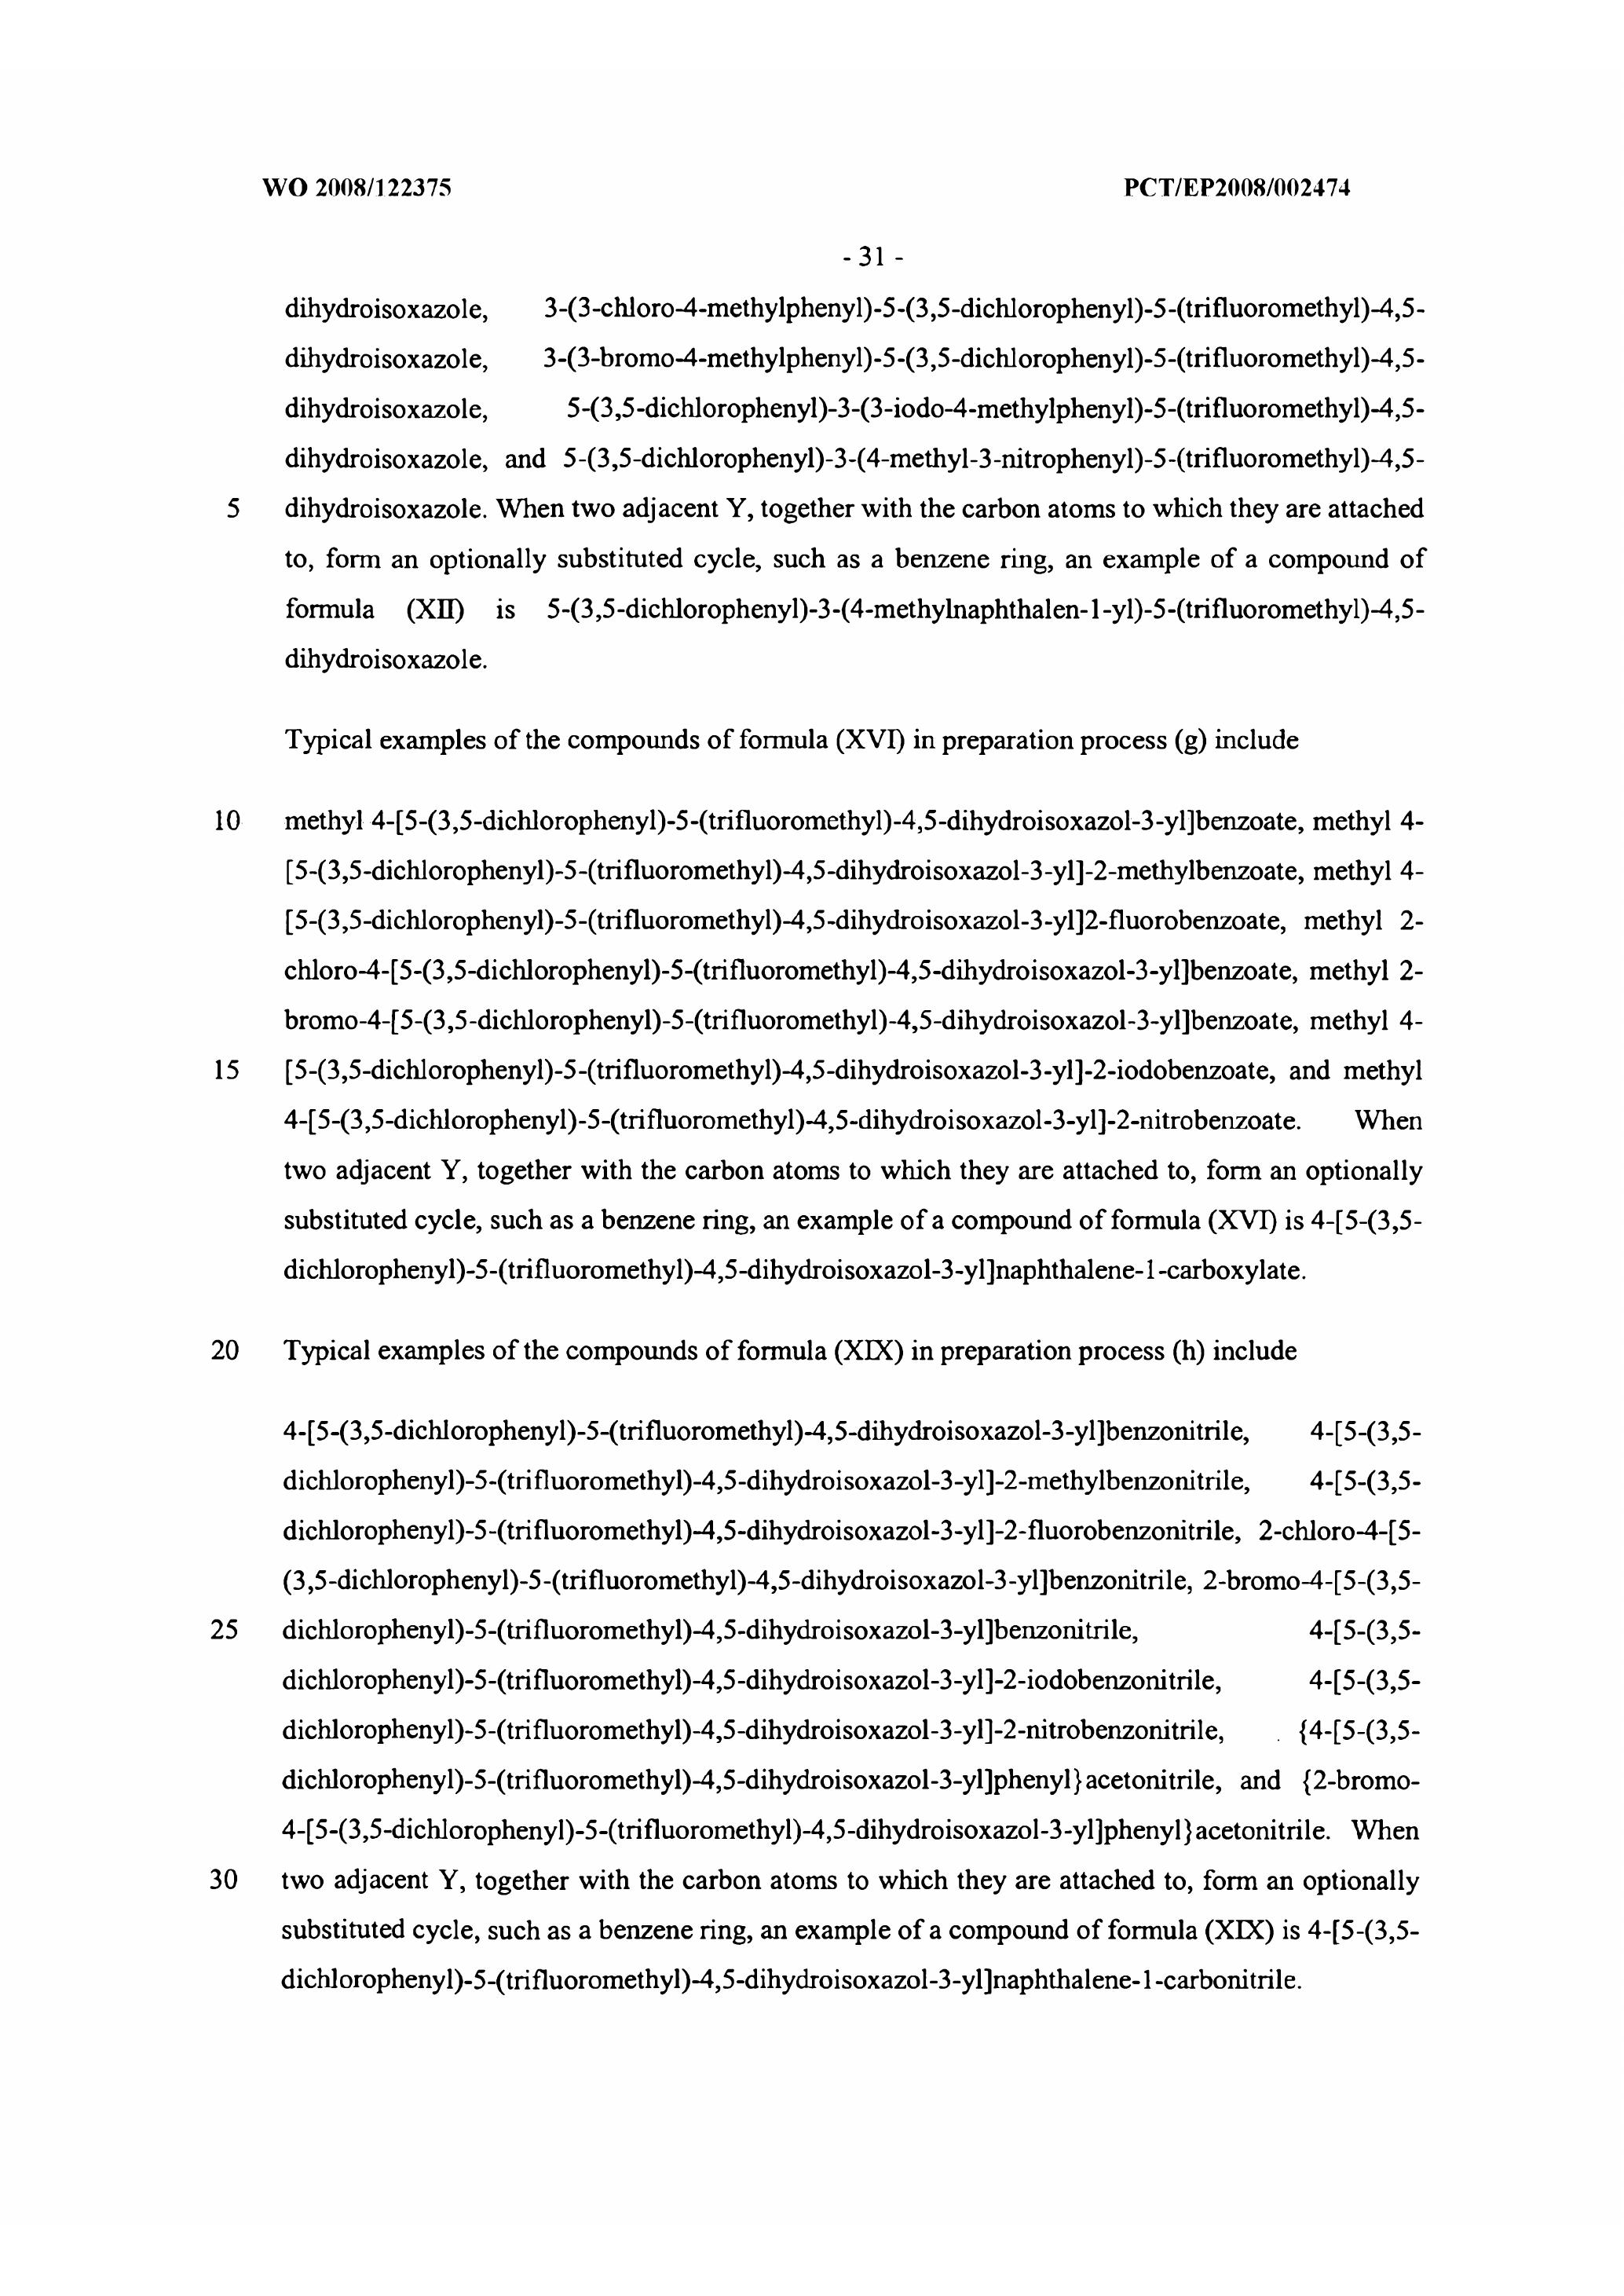 WO 2008/122375 PCT/EP2008/002474
- 31 -
dihydroisoxazole, 3-(3-chloro-4-methylphenyl)-5-(3,5-dichlorophenyl)-5-(trifluoromethyl)-4,5-
dihydroisoxazole, 3-(3-bromo-4-methylphenyl)-5-(3,5-dichlorophenyl)-5-(trifluoromethyl)-4,5-
dihydroisoxazole, 5-(3,5-dichlorophenyl)-3-(3-iodo-4-methylphenyl)-5-(trifluoromethyl)-4,5-
dihydroisoxazole, and 5-(3,5-dichlorophenyl)-3-(4-methyl-3-nitrophenyl)-5-(trifluoromethyl)-4,5-
5 dihydroisoxazole. When two adjacent Y, together with the carbon atoms to which they are attached
to, form an optionally substituted cycle, such as a benzene ring, an example of a compound of
formula (XII) is 5-(3,5-dichlorophenyl)-3-(4-methylnaphthalen-1-yl)-5-(trifluoromethyl)-4,5-
dihydroisoxazole.
Typical examples of the compounds of formula (XVI) in preparation process (g) include
10 methyl 4-[5-(3,5-dichlorophenyl)-5-(trifluoromethyl)-4,5-dihydroisoxazol-3-yl]benzoate, methyl 4-
[5-(3,5-dichlorophenyl)-5-(trifluoromethyl)-4,5-dihydroisoxazol-3-yl]-2-methylbenzoate, methyl 4-
[5-(3,5-dichlorophenyl)-5-(trifluoromethyl)-4,5-dihydroisoxazol-3-yl]2-fluorobenzoate, methyl 2-
chloro-4-[5-(3,5-dichlorophenyl)-5-(trifluoromethyl)-4,5-dihydroisoxazol-3-yl]benzoate, methyl 2-
bromo-4-[5-(3,5-dichlorophenyl)-5-(trifluoromethyl)-4,5-dihydroisoxazol-3-yl]benzoate, methyl 4-
15 [5-(3,5-dichlorophenyl)-5-(trifluoromethyl)-4,5-dihydroisoxazol-3-yl]-2-iodobenzoate, and methyl
4-[5-(3,5-dichlorophenyl)-5-(trifluoromethyl)-4,5-dihydroisoxazol-3-yl]-2-nitrobenzoate. When
two adjacent Y, together with the carbon atoms to which they are attached to, form an optionally
substituted cycle, such as a benzene ring, an example of a compound of formula (XVI) is 4-[5-(3,5-
dichlorophenyl)-5-(trifluoromethyl)-4,5-dihydroisoxazol-3-yl]naphthalene-1-carboxylate.
20 Typical examples of the compounds of formula (XIX) in preparation process (h) include
4-[5-(3,5-dichlorophenyl)-5-(trifluoromethyl)-4,5-dihydroisoxazol-3-yl]benzonitrile, 4-[5-(3,5-
dichlorophenyl)-5-(trifluoromethyl)-4,5-dihydroisoxazol-3-yl]-2-methylbenzonitrile, 4-[5-(3,5-
dichlorophenyl)-5-(trifluoromethyl)-4,5-dihydroisoxazol-3-yl]-2-fluorobenzonitrile, 2-chloro-4-[5-
(3,5-dichlorophenyl)-5-(trifluoromethyl)-4,5-dihydroisoxazol-3-yl]benzonitrile, 2-bromo-4-[5-(3,5-
25 dichlorophenyl)-5-(trifluoromethyl)-4,5-dihydroisoxazol-3-yl]benzonitrile, 4-[5-(3,5-
dichlorophenyl)-5-(trifluoromethyl)-4,5-dihydroisoxazol-3-yl]-2-iodobenzonitrile, 4-[5-(3,5-
dichlorophenyl)-5-(trifluoromethyl)-4,5-dihydroisoxazol-3-yl]-2-nitrobenzonitrile, {4-[5-(3,5-
dichlorophenyl)-5-(trifluoromethyl)-4,5-dihydroisoxazol-3-yl]phenyl}acetonitrile, and {2-bromo-
4-[5-(3,5-dichlorophenyl)-5-(trifluoromethyl)-4,5-dihydroisoxazol-3-yl]phenyl}acetonitrile. When
30 two adjacent Y, together with the carbon atoms to which they are attached to, form an optionally
substituted cycle, such as a benzene ring, an example of a compound of formula (XIX) is 4-[5-(3,5-
dichlorophenyl)-5-(trifluoromethyl)-4,5-dihydroisoxazol-3-yl]naphthalene-1-carbonitrile.